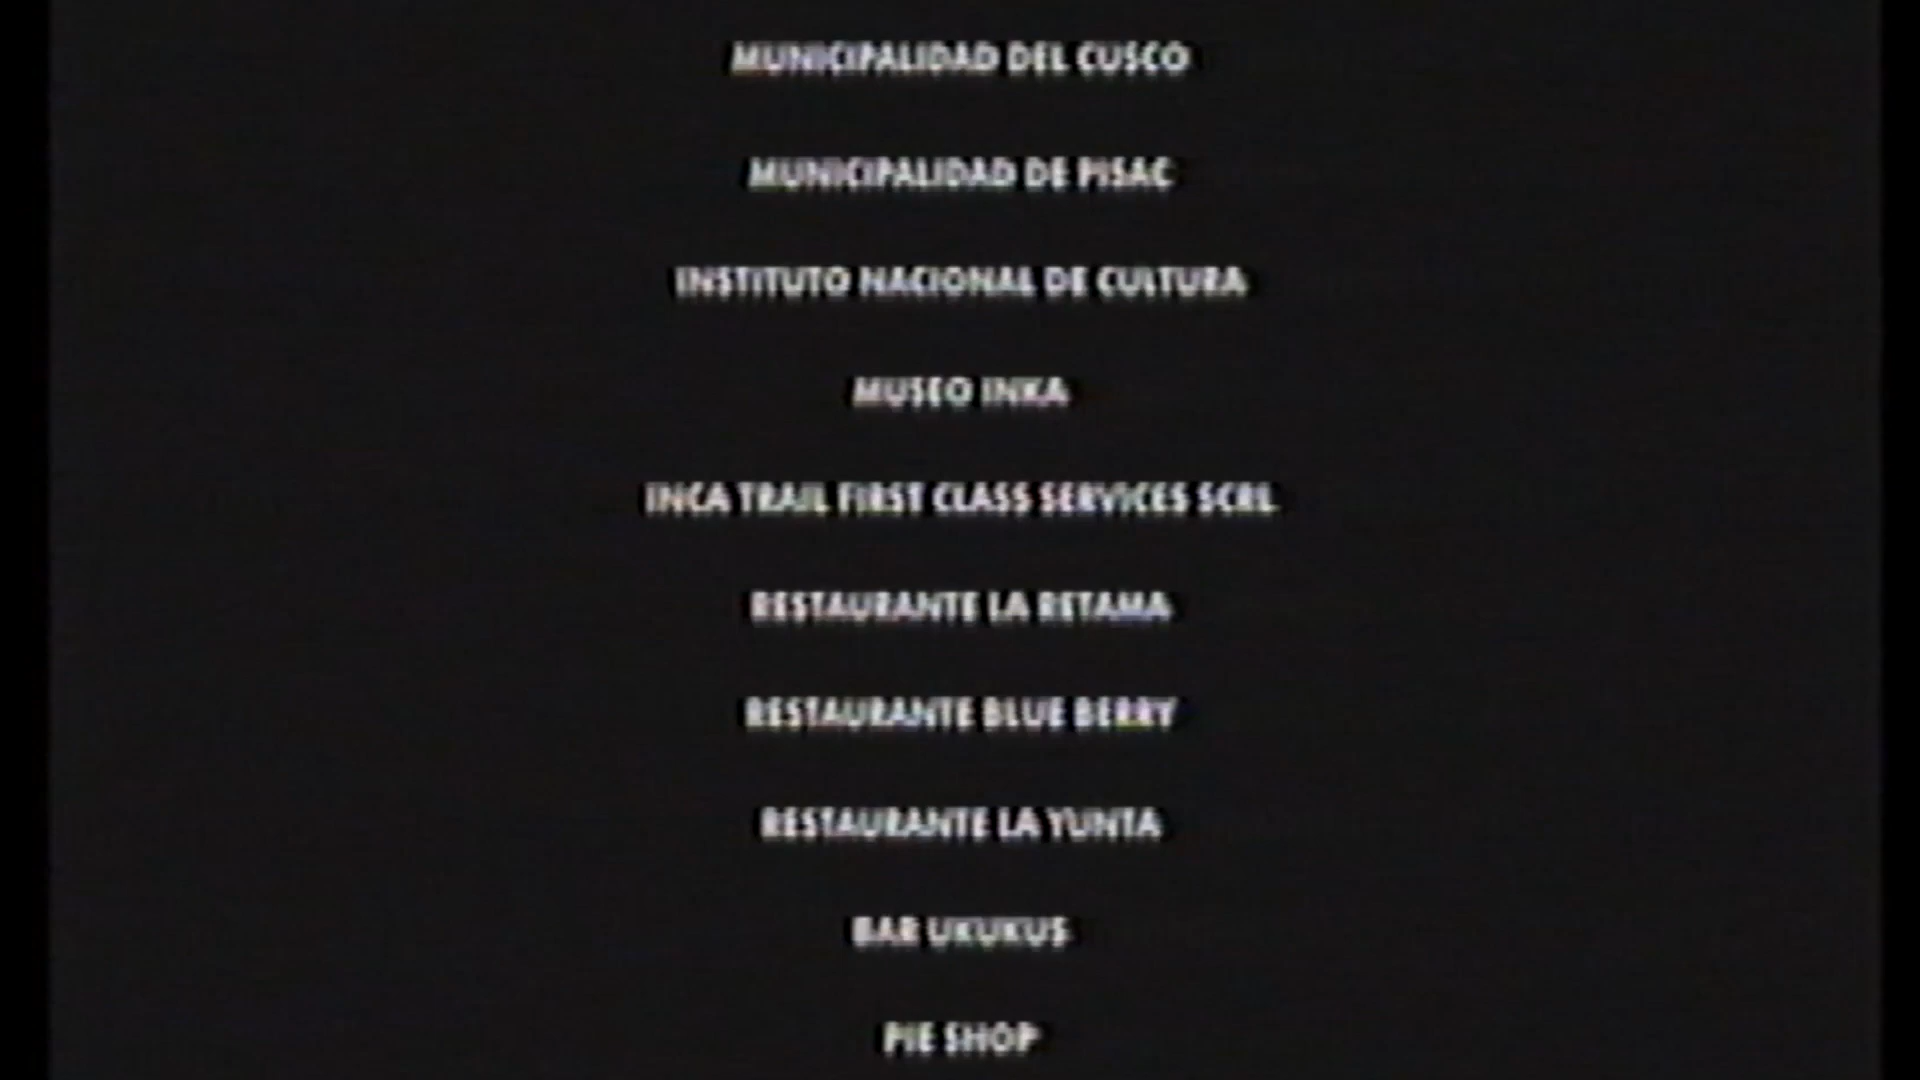 MUNICIPALIDAD DEL CUSCO
MUNICIPALIDAD DE PISAC
INSTITUTO NACIONAL DE CULTURA
MUSEO INKA
INCA TRAIL FIRST CLASS SERVICES SCRL
RESTAURANTE LA RETAMA
RESTAURANTE BLUE BERRY
RESTAURANTE LA YUNTA
BAR UKUKUS
PIE SHOP